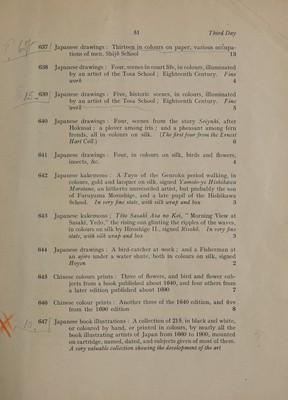 81 Third Day
637 Japanese drawings : Thirteen in colours on paper, various occupa-
tions of men, Shijō School 13
638 Japanese drawings : Four, scenes in court life, in colours, illuminated
by an artist of the Tosa School ; Eighteenth Century. Fine
work 4
639 Japanese drawings : Five, historic scenes, in colours, illuminated
by an artist of the Tosa School ; Eighteenth Century. Fine
work 5
640 Japanese drawings : Four, scenes from the story Seiyuki, after
Hokusai ; a plover among iris ; and a pheasant among fern
fronds, all in colours on silk. (The first four from the Ernest
Hart Coll.) 6
641 Japanese drawings : Four, in colours on silk, birds and flowers,
insects, &c. 4
642 Japanese kakemono : A Tayu of the Genroku period walking, in
colours, gold and lacquer on silk, signed Yamato-ye Hishikawa
Morotane, an hitherto unrecorded artist, but probably the son
of Furuyama Moroshige, and a late pupil of the Hishikawa
School. In very fine state, with silk wrap and box 3
643 Japanese kakemono ; Tōto Sasaki Asa no Kei, " Morning View at
Sasaki, Yedo," the rising sun glinting the ripples of the waves,
in colours on silk by Hiroshige II, signed Risshō. In very fine
state, with silk wrap and box 3
644 Japanese drawings : A bird-catcher at work ; and a Fisherman at
an ajiro under a water shute, both in colours on silk, signed
Hogen 2
645 Chinese colours prints : Three of flowers, and bird and flower sub-
jects from a book published about 1640, and four others from
a later edition published about 1690 7
646 Chinese colour prints : Another three of the 1640 edition, and five
from the 1690 edition 8
647 Japanese book illustrations : A collection of 218, in black and white,
or coloured by hand, or printed in colours, by nearly all the
book illustrating artists of Japan from 1660 to 1900, mounted
on cartridge, named, dated, and subjects given of most of them.
A very valuable collection showing the development of the art